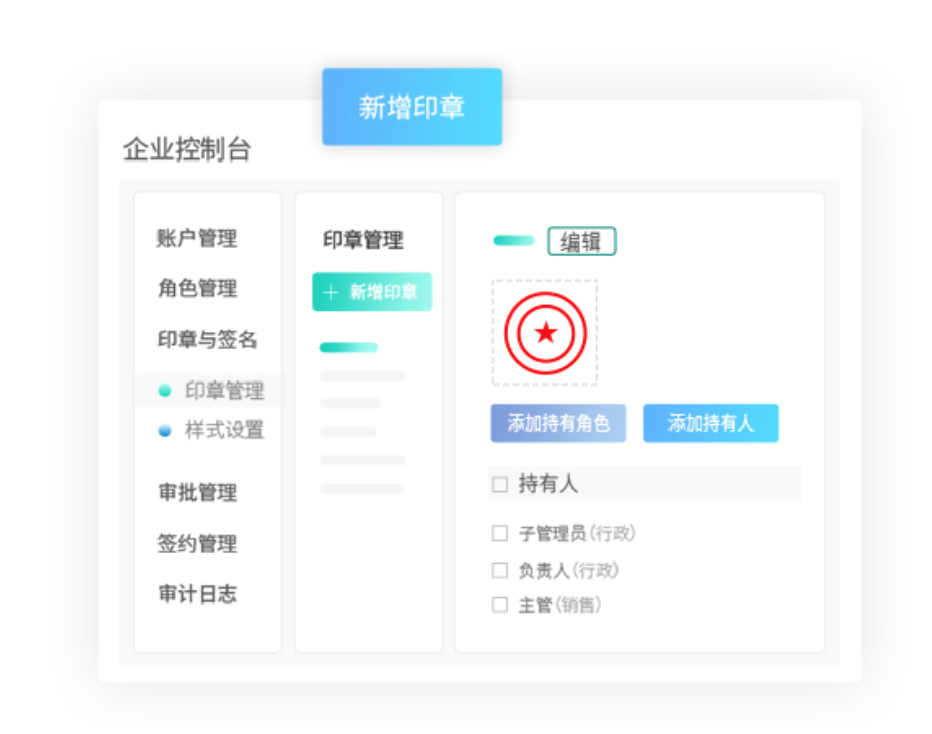 新增印章
企业控制台
账户管理
角色管理
印章与签名
印章管理
样式设置
审批管理
签约管理
审计日志
印章管理
+ 新增印章
编辑
添加持有角色
添加持有人
持有人
子管理员(行政)
负责人(行政)
主管(销售)